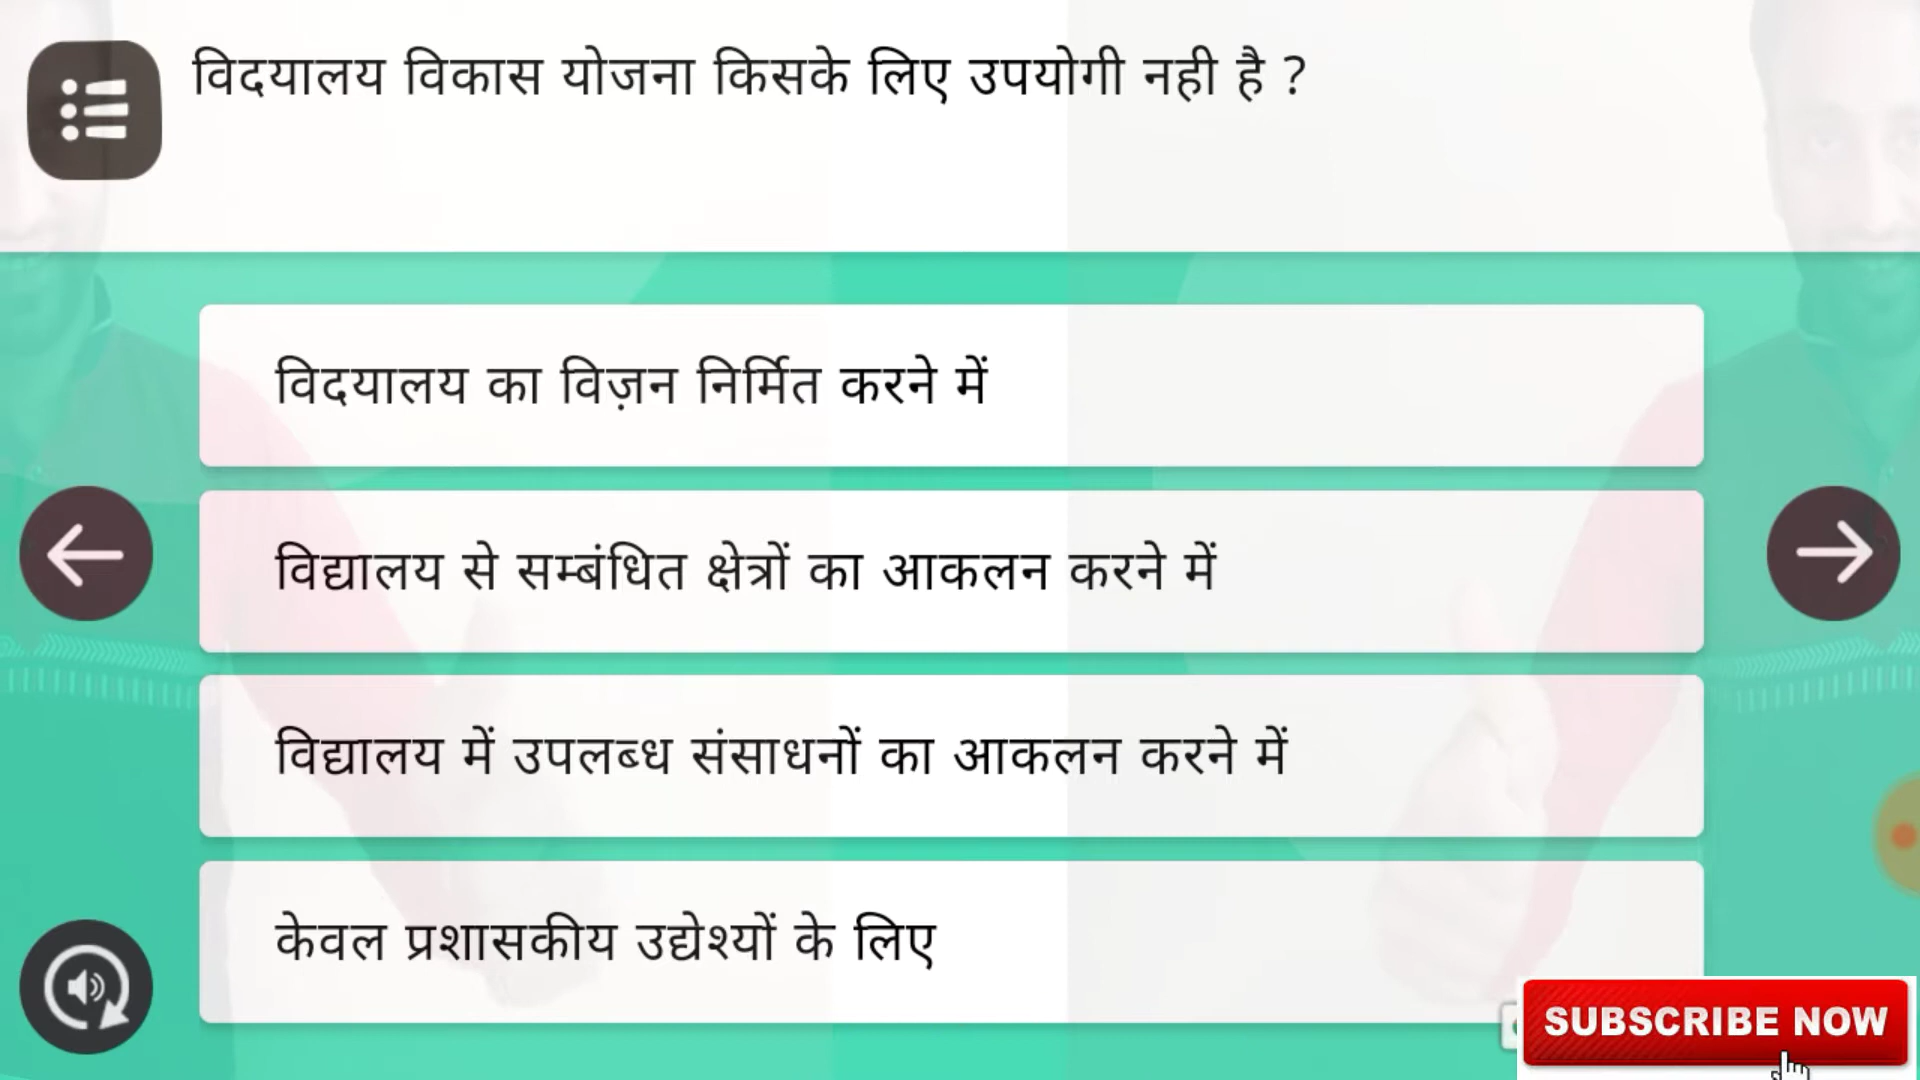 विदयालय विकास योजना किसके लिए उपयोगी नही है ?
विदयालय का विज़न निर्मित करने में
विद्यालय से सम्बंधित क्षेत्रों का आकलन करने में
विद्यालय में उपलब्ध संसाधनों का आकलन करने में
केवल प्रशासकीय उद्येश्यों के लिए
SUBSCRIBE NOW